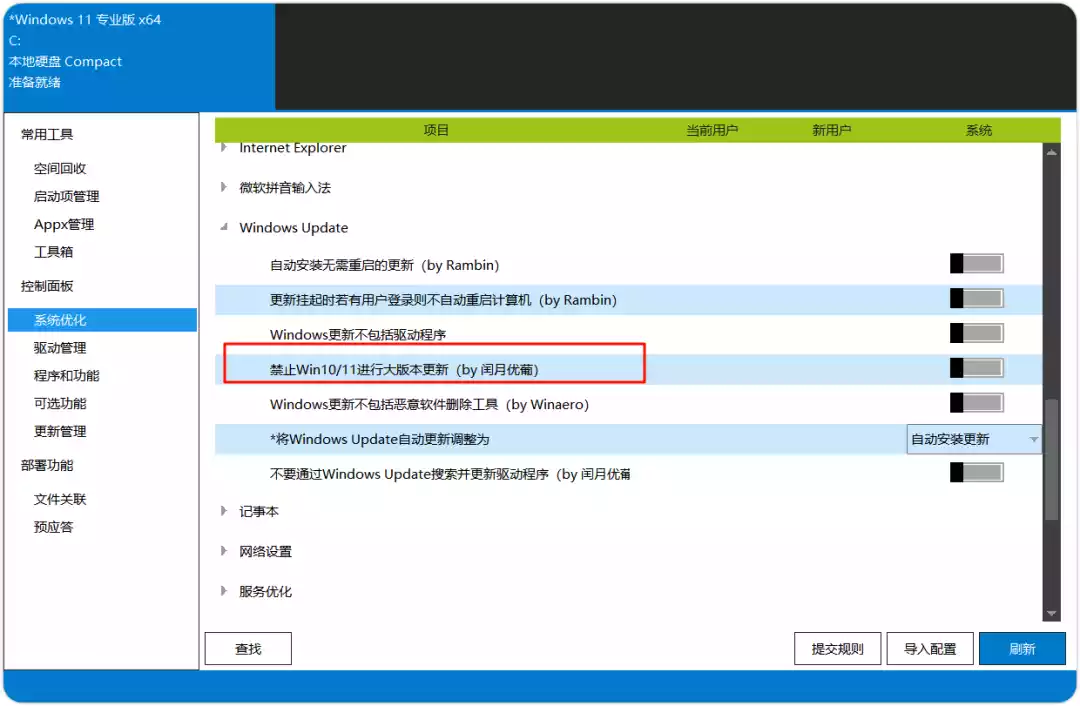 *Windows 11 专业版 x64
C:
本地硬盘 Compact
准备就绪
常用工具
空间回收
启动项管理
Appx管理
工具箱
控制面板
系统优化
驱动管理
程序和功能
可选功能
更新管理
部署功能
文件关联
预应答
项目 当前用户 新用户 系统
Internet Explorer
微软拼音输入法
Windows Update
自动安装无需重启的更新（by Rambin）
更新挂起时若有用户登录则不自动重启计算机（by Rambin）
Windows更新不包括驱动程序
禁止Win10/11进行大版本更新（by 闰月优葡）
Windows更新不包括恶意软件删除工具（by Winaero）
*将Windows Update自动更新调整为 自动安装更新
不要通过Windows Update搜索并更新驱动程序（by 闰月优
记事本
网络设置
服务优化
查找 提交规则 导入配置 刷新